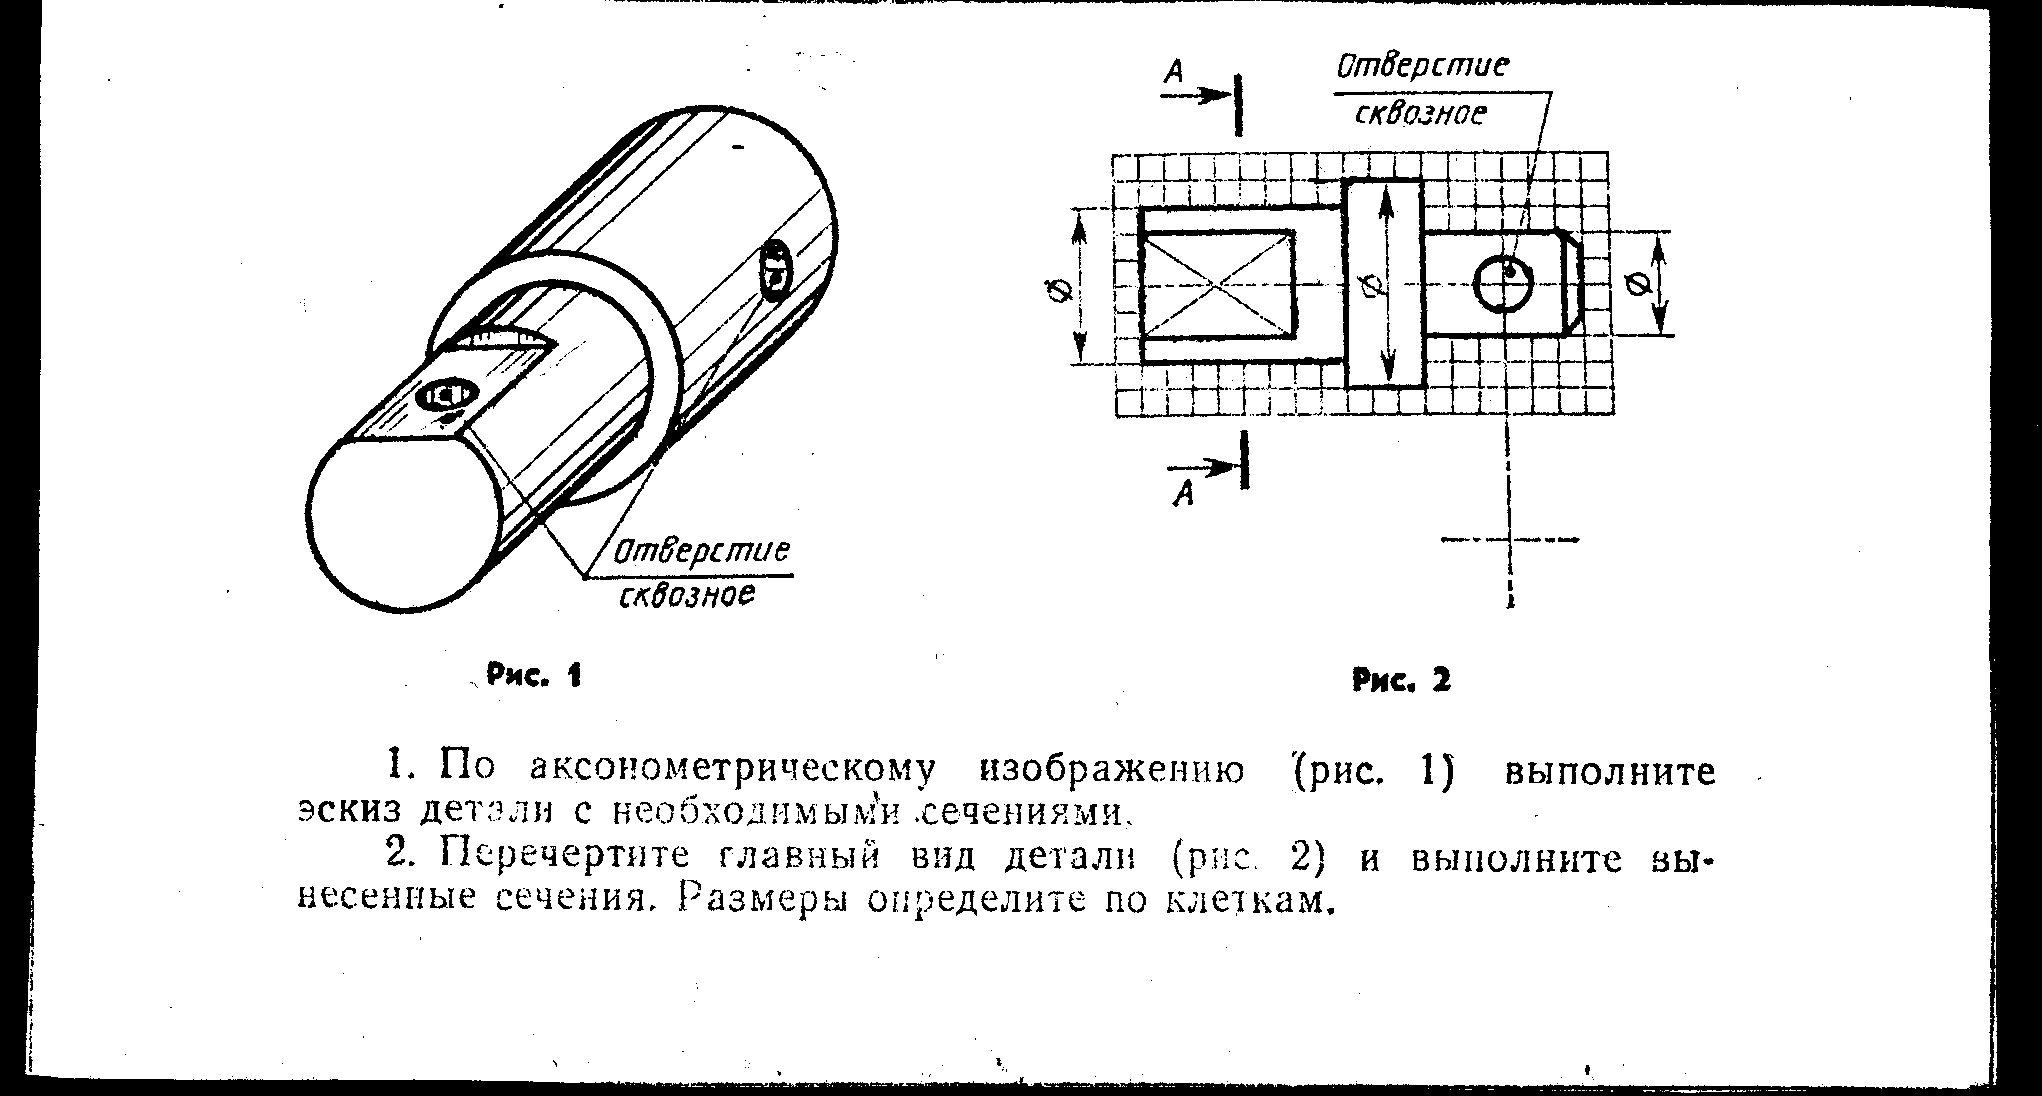 Отверстие
сквозное
Рис. 1
А
Отверстие
сквозное
Ø
Ø
Ø
А
Рис. 2
1. По аксонометрическому изображению (рис. 1) выполните
эскиз детали с необходимыми сечениями.
2. Перечертите главный вид детали (рис. 2) и выполните вы-
несенные сечения. Размеры определите по клеткам.